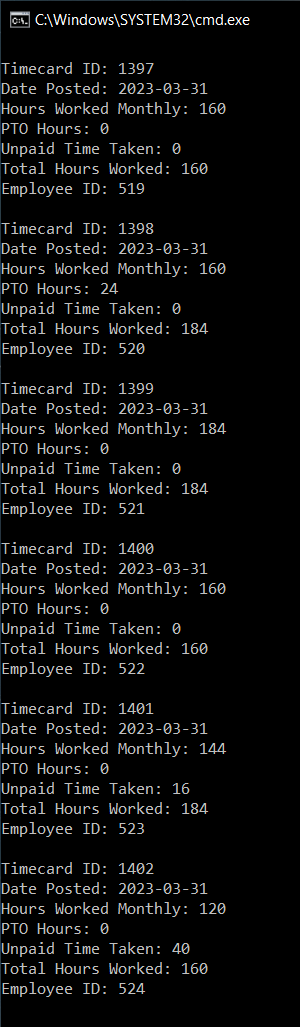 C:\Windows\SYSTEM32\cmd.exe
Timecard ID: 1397
Date Posted: 2023-03-31
Hours Worked Monthly: 160
PTO Hours: 0
Unpaid Time Taken: 0
Total Hours Worked: 160
Employee ID: 519
Timecard ID: 1398
Date Posted: 2023-03-31
Hours Worked Monthly: 160
PTO Hours: 24
Unpaid Time Taken: 0
Total Hours Worked: 184
Employee ID: 520
Timecard ID: 1399
Date Posted: 2023-03-31
Hours Worked Monthly: 184
PTO Hours: 0
Unpaid Time Taken: 0
Total Hours Worked: 184
Employee ID: 521
Timecard ID: 1400
Date Posted: 2023-03-31
Hours Worked Monthly: 160
PTO Hours: 0
Unpaid Time Taken: 0
Total Hours Worked: 160
Employee ID: 522
Timecard ID: 1401
Date Posted: 2023-03-31
Hours Worked Monthly: 144
PTO Hours: 0
Unpaid Time Taken: 16
Total Hours Worked: 184
Employee ID: 523
Timecard ID: 1402
Date Posted: 2023-03-31
Hours Worked Monthly: 120
PTO Hours: 0
Unpaid Time Taken: 40
Total Hours Worked: 160
Employee ID: 524